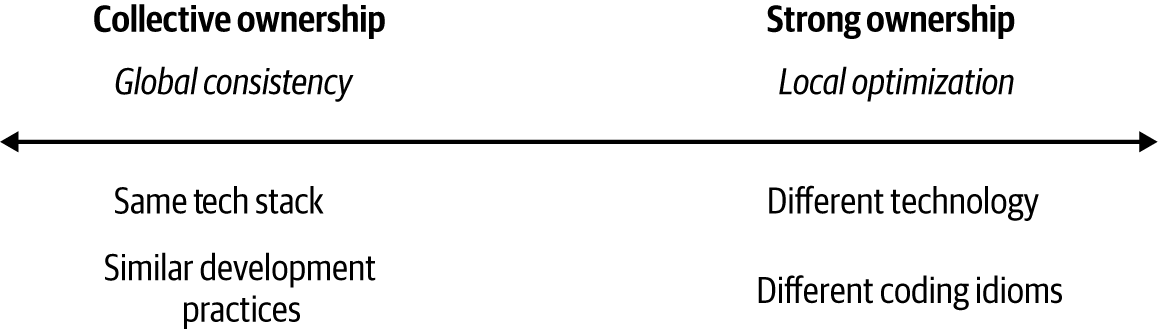 Collective ownership
Strong ownership
Global consistency
Local optimization
Same tech stack
Different technology
Similar development
practices
Different coding idioms